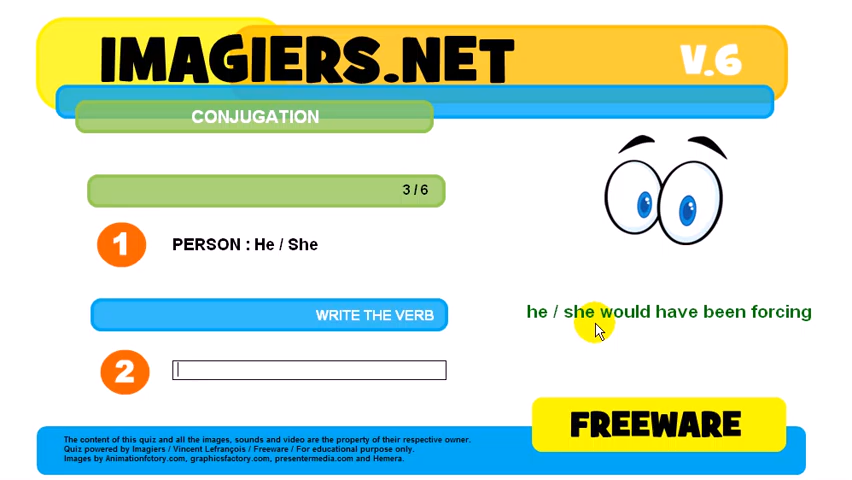 IMAGIERS.NET
V.6
CONJUGATION
3 / 6
1
PERSON : He / She
WRITE THE VERB
he / she would have been forcing
2
FREEWARE
The content of this quiz and all the images, sounds and video are the property of their respective owner.
Quiz powered by Imagiers / Vincent Lefrançois / Freeware / For educational purpose only.
Images by Animationfctory.com, graphicsfactory.com, presentermedia.com and Hemera.